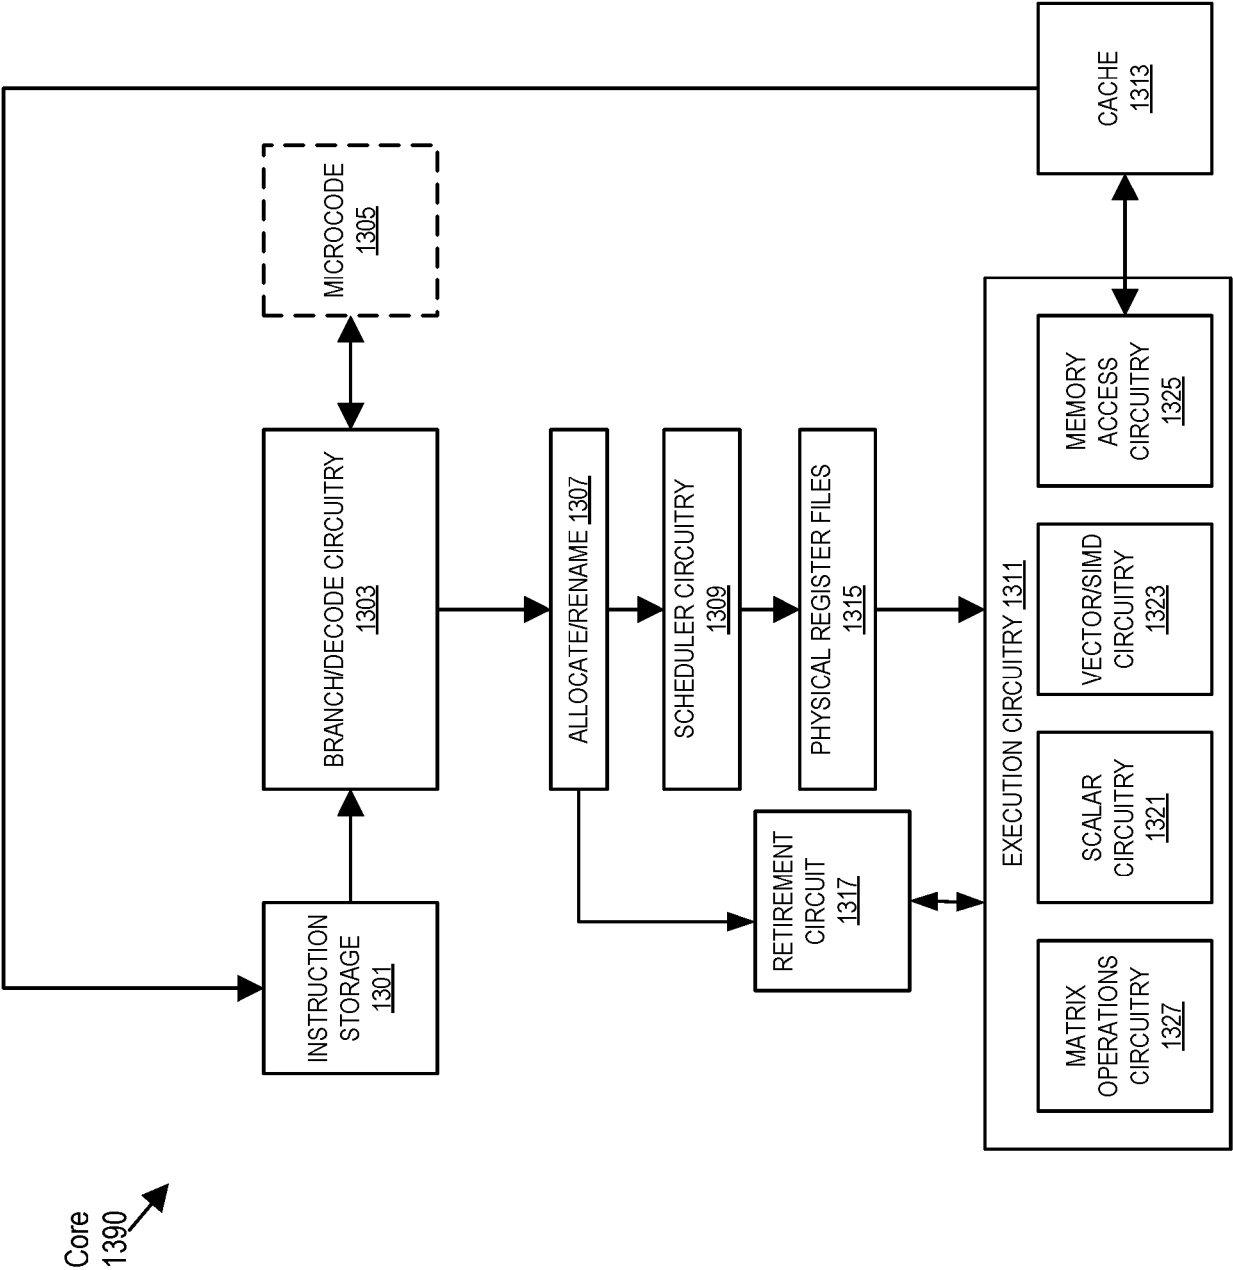 Core
1390
INSTRUCTION
STORAGE
1301
BRANCH/DECODE CIRCUITRY
1303
MICROCODE
1305
ALLOCATE/RENAME 1307
SCHEDULER CIRCUITRY
1309
PHYSICAL REGISTER FILES
1315
RETIREMENT
CIRCUIT
1317
EXECUTION CIRCUITRY 1311
MATRIX
OPERATIONS
CIRCUITRY
1327
SCALAR
CIRCUITRY
1321
VECTOR/SIMD
CIRCUITRY
1323
MEMORY
ACCESS
CIRCUITRY
1325
CACHE
1313